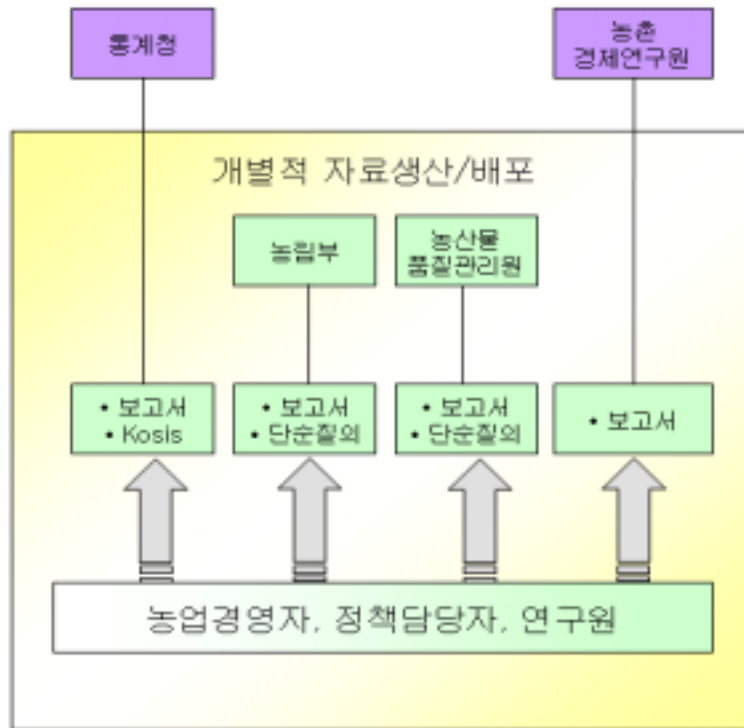 통계청
농촌
경제연구원
개별적 자료생산/배포
농림부
농산물
품질관리원
• 보고서
• Kosis
• 보고서
• 단순질의
• 보고서
• 단순질의
• 보고서
농업경영자, 정책담당자, 연구원